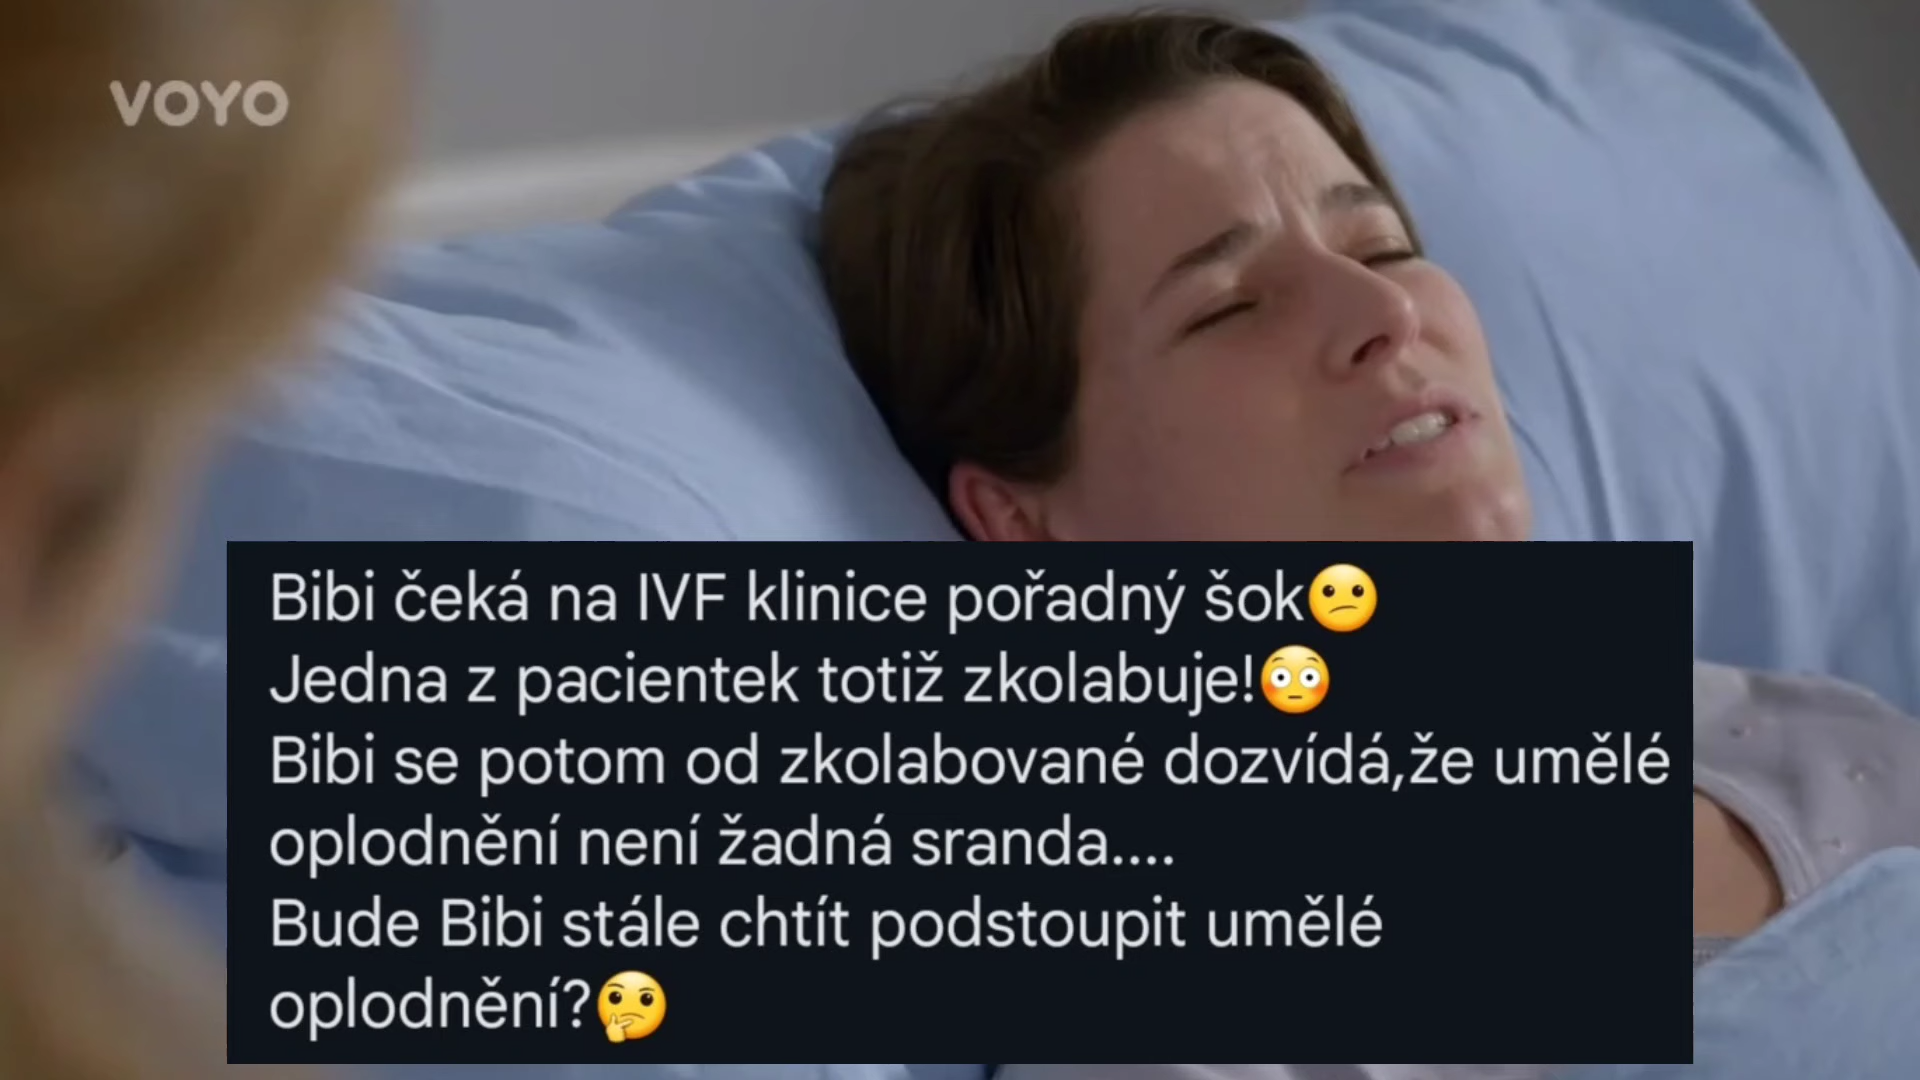 VOYO
Bibi čeká na IVF klinice pořadný šok😕
Jedna z pacientek totiž zkolabuje!😳
Bibi se potom od zkolabované dozvídá,že umělé
oplodnění není žadná sranda....
Bude Bibi stále chtít podstoupit umělé
oplodnění?🤔